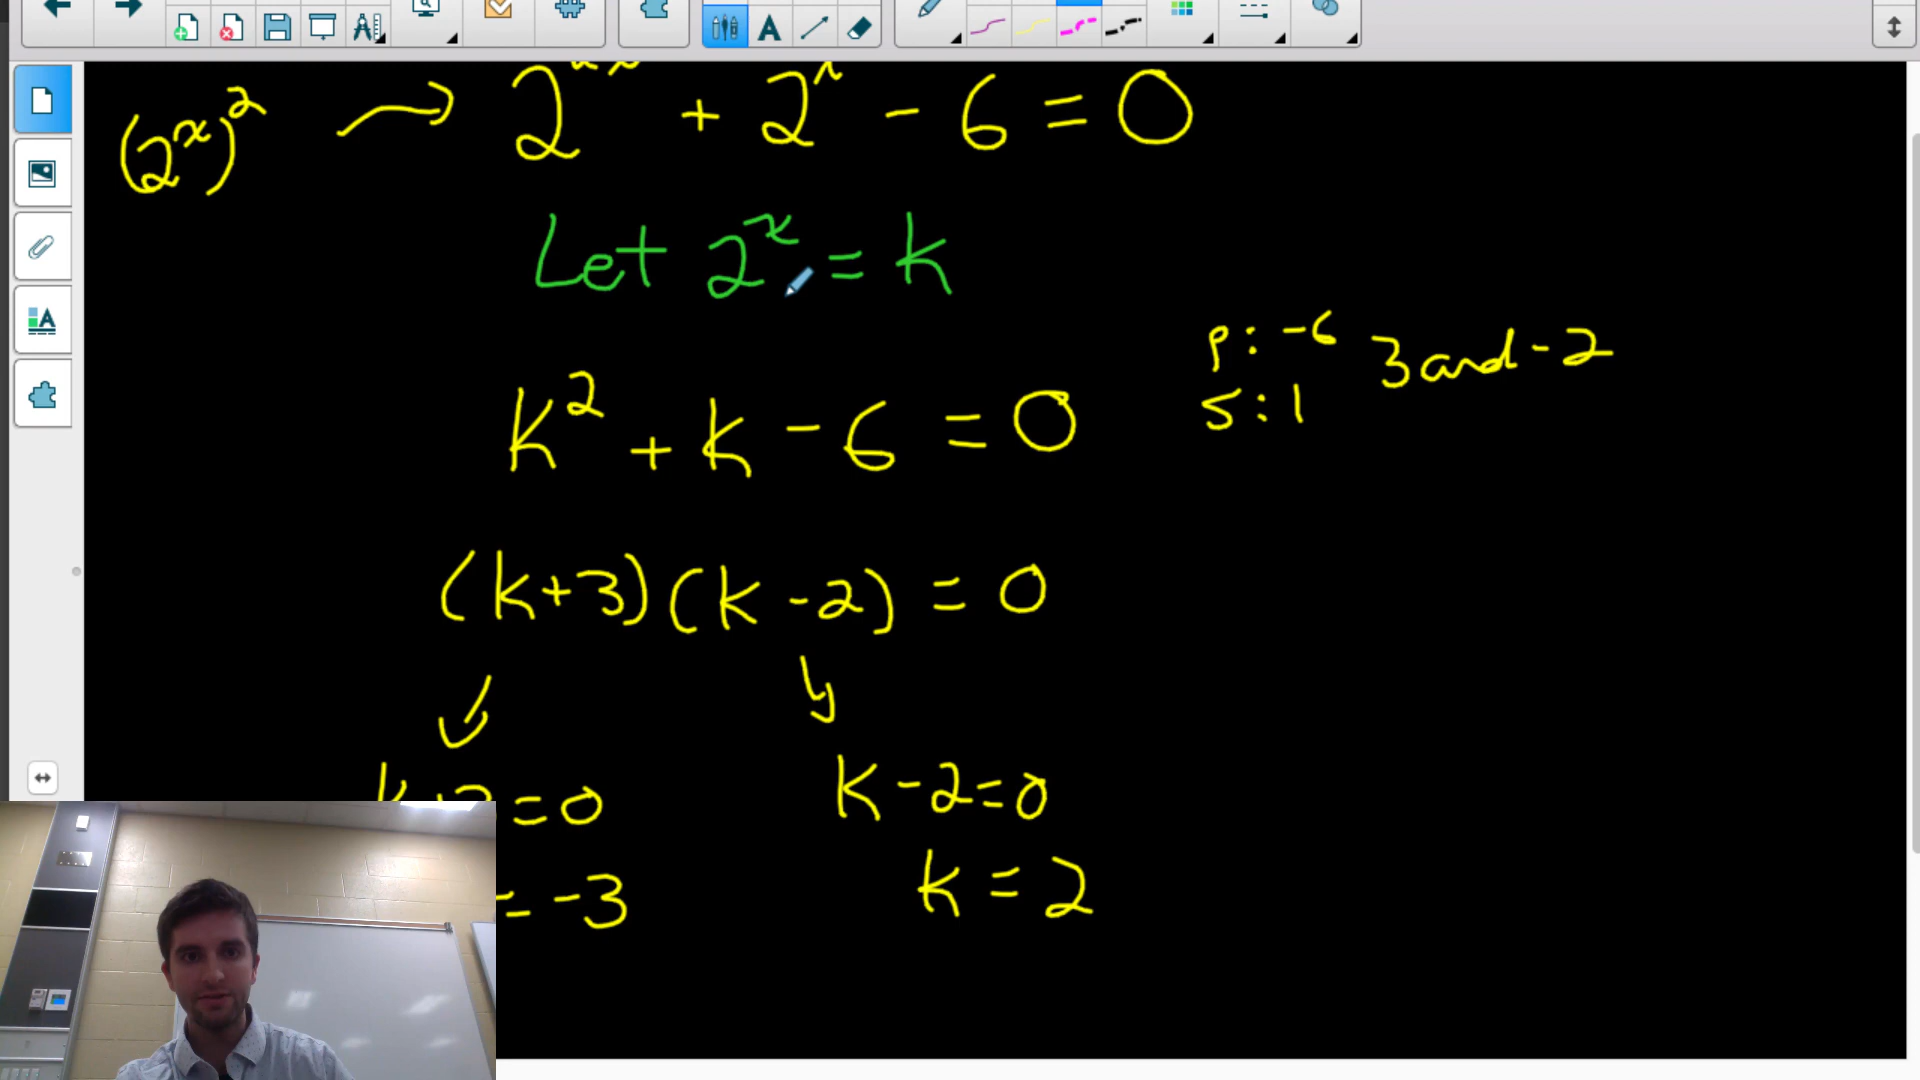 (2^x)^2 → 2^2x + 2^x - 6 = 0
Let 2^x = k
p: -6 3 and -2
s: 1
k^2 + k - 6 = 0
(k+3)(k-2) = 0
k+3=0 k-2=0
= -3 k = 2